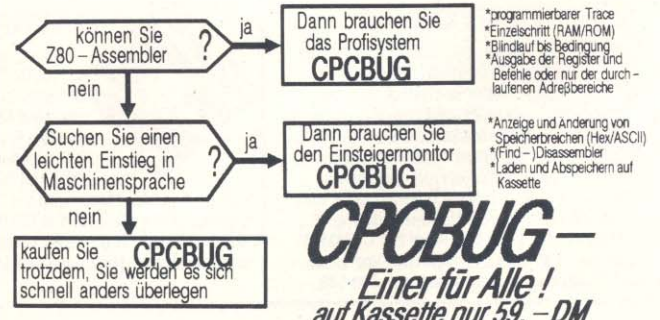 können Sie
Z80-Assembler
?
ja
nein
Dann brauchen Sie
das Profisystem
CPCBUG
*programmierbarer Trace
*Einzelschritt (RAM/ROM)
*Blindlauf bis Bedingung
*Ausgabe der Register und
Befehle oder nur der durch-
laufenen Adreßbereiche
Suchen Sie einen
leichten Einstieg in
Maschinensprache
?
ja
nein
Dann brauchen Sie
den Einsteigermonitor
CPCBUG
*Anzeige und Änderung von
Speicherbreichen (Hex/ASCII)
*(Find-)Disassembler
*Laden und Abspeichern auf
Kassette
kaufen Sie CPCBUG
trotzdem, Sie werden es sich
schnell anders überlegen
CPCBUG-
Einer für Alle !
auf Kassette nur 59,-DM